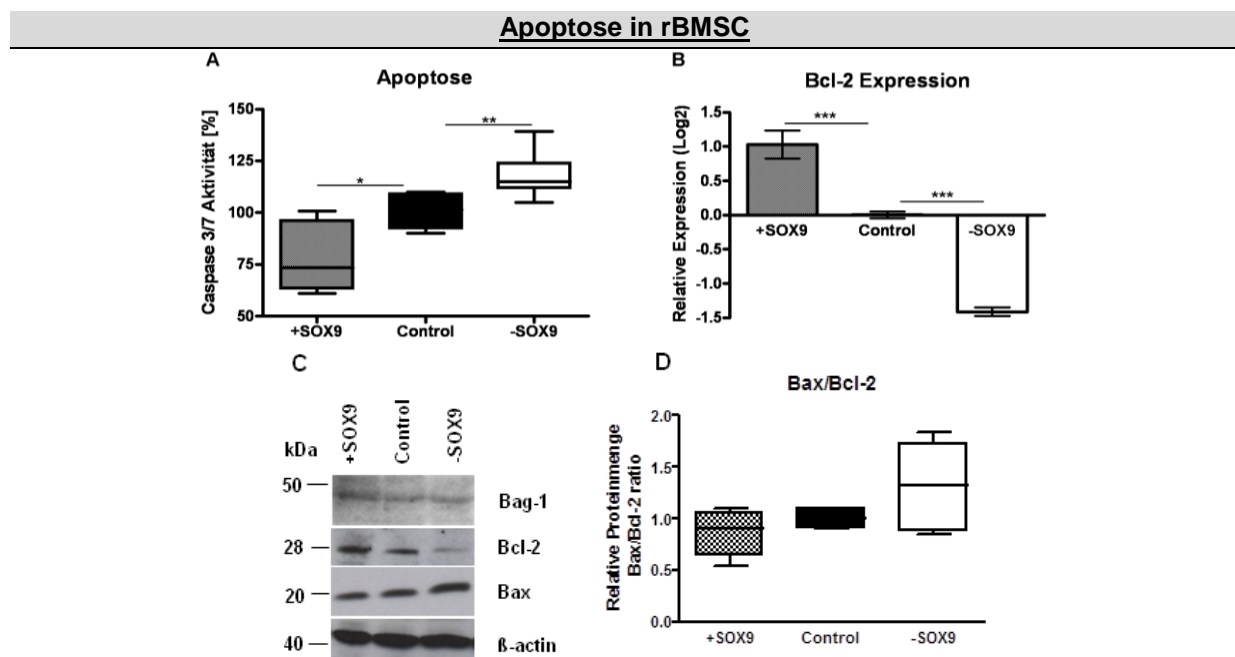 Apoptose in rBMSC
A
Apoptose
Caspase 3/7 Aktivität [%]
150
125
100
75
50
*
**
+SOX9 Control -SOX9
B
Bcl-2 Expression
Relative Expression (Log2)
1.5
1.0
0.5
0.0
-0.5
-1.0
-1.5
***
***
+SOX9 Control -SOX9
C
kDa
+SOX9
Control
-SOX9
50
Bag-1
28
Bcl-2
20
Bax
40
ß-actin
D
Bax/Bcl-2
Relative Proteinmenge
Bax/Bcl-2 ratio
2.0
1.5
1.0
0.5
0.0
+SOX9 Control -SOX9